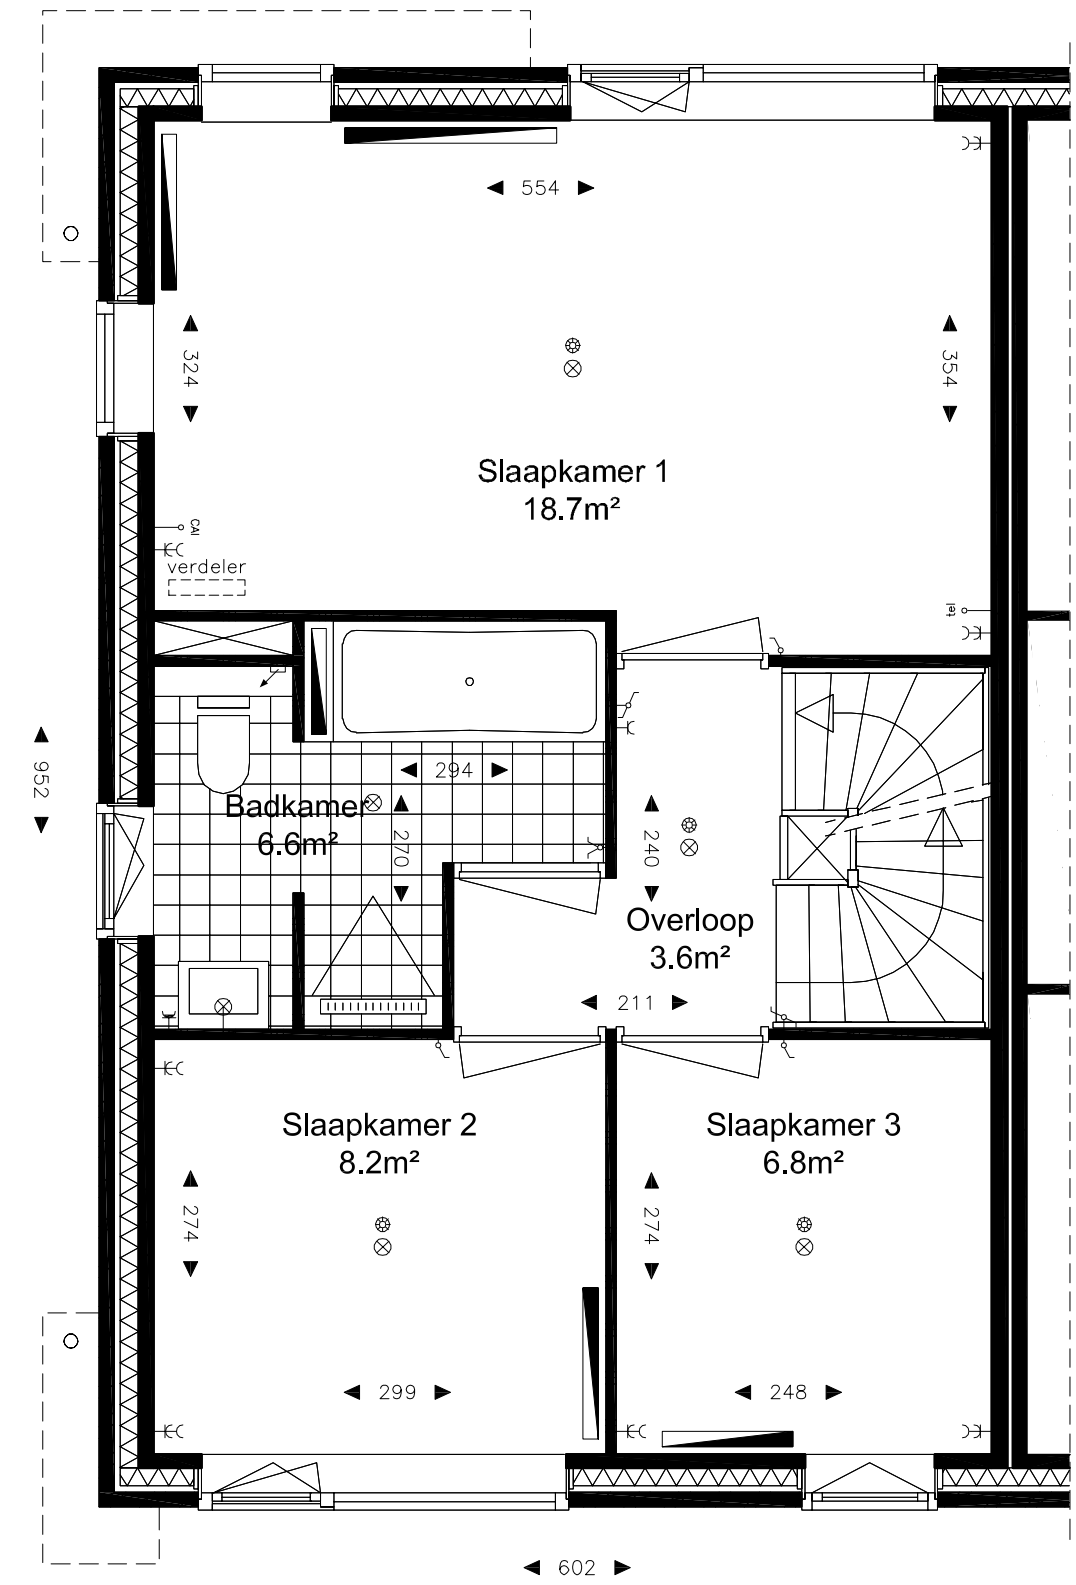 554
324
354
Slaapkamer 1
18.7m²
CAI
verdeler
tel
952
294
Badkamer
6.6m²
270
240
Overloop
3.6m²
211
Slaapkamer 2
8.2m²
Slaapkamer 3
6.8m²
274
274
299
248
602